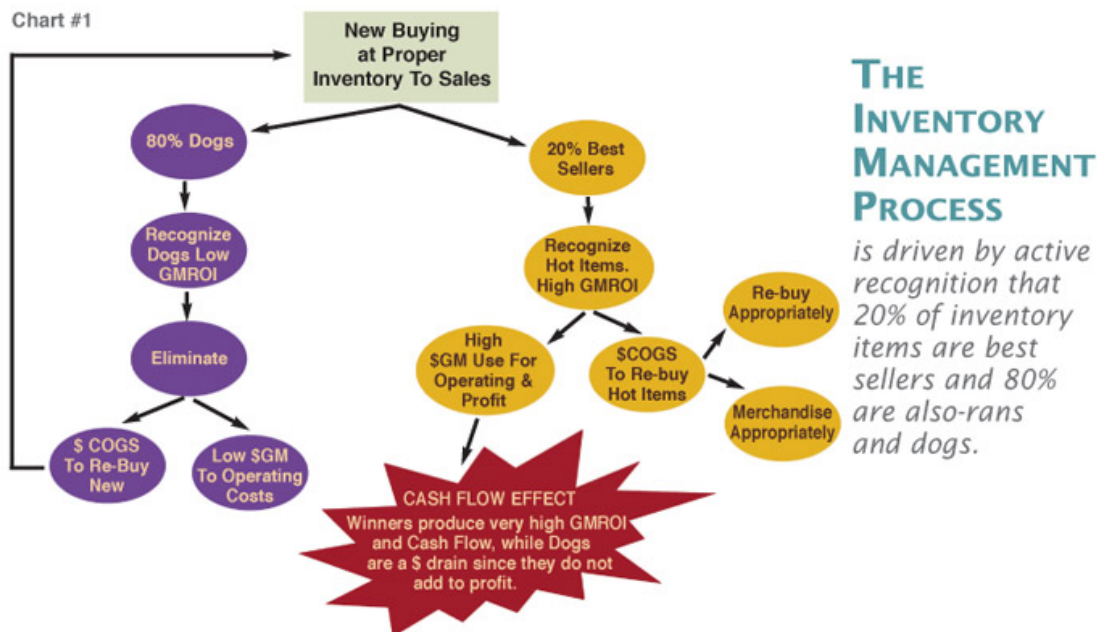 Chart #1
New Buying
at Proper
Inventory To Sales
80% Dogs
Recognize
Dogs Low
GMROI
Eliminate
$ COGS
To Re-Buy
New
Low $GM
To Operating
Costs
20% Best
Sellers
Recognize
Hot Items.
High GMROI
High
$GM Use For
Operating &
Profit
$COGS
To Re-buy
Hot Items
Re-buy
Appropriately
Merchandise
Appropriately
CASH FLOW EFFECT
Winners produce very high GMROI
and Cash Flow, while Dogs
are a $ drain since they do not
add to profit.
THE
INVENTORY
MANAGEMENT
PROCESS
is driven by active
recognition that
20% of inventory
items are best
sellers and 80%
are also-rans
and dogs.